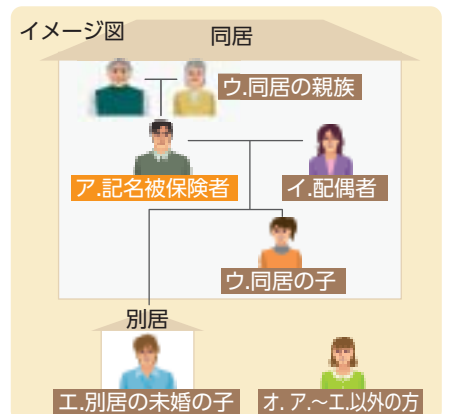 イメージ図
同居
ウ.同居の親族
ア.記名被保険者
イ.配偶者
ウ.同居の子
別居
エ.別居の未婚の子
オ. ア.～エ.以外の方